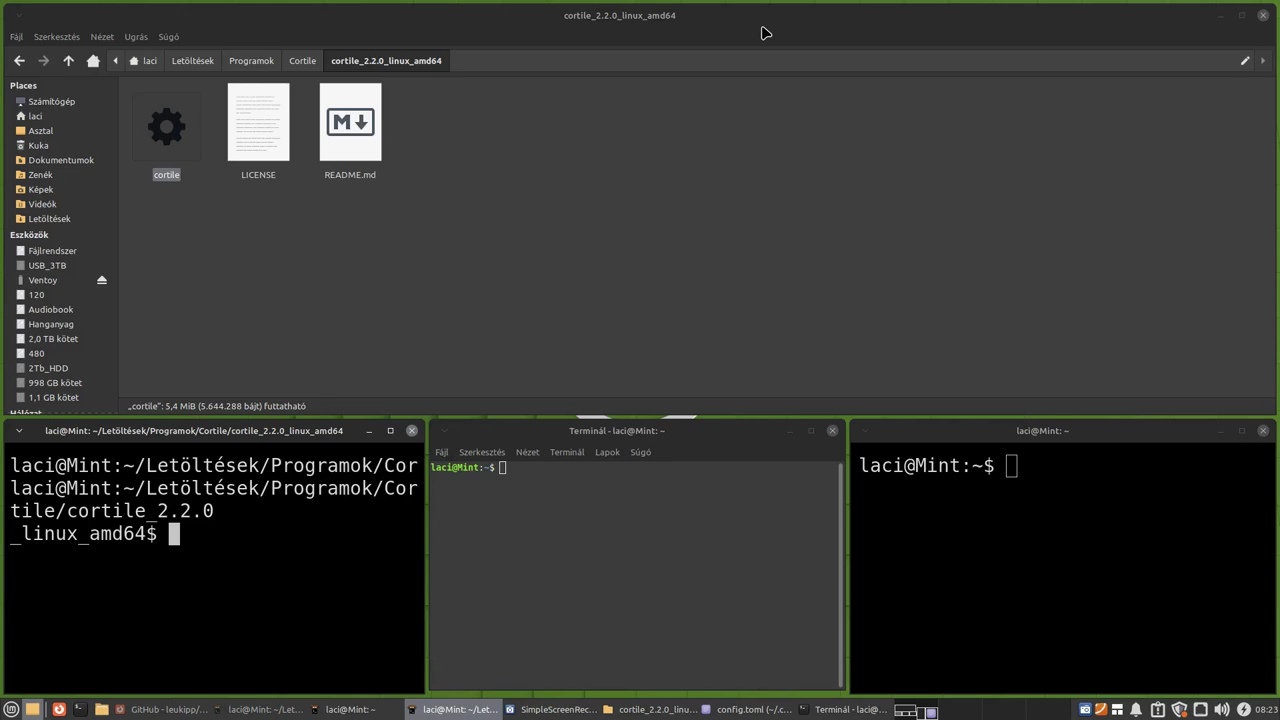 cortile_2.2.0_linux_amd64
Fájl Szerkesztés Nézet Ugrás Súgó
laci Letöltések Programok Cortile cortile_2.2.0_linux_amd64
Places
Számítógép
laci
Asztal
Kuka
Dokumentumok
Zenék
Képek
Videók
Letöltések
Eszközök
Fájlrendszer
USB_3TB
Ventoy
120
Audiobook
Hanganyag
2,0 TB kötet
480
2Tb_HDD
998 GB kötet
1,1 GB kötet
cortile LICENSE README.md
„cortile”: 5,4 MiB (5.644.288 bájt) futtatható
laci@Mint: ~/Letöltések/Programok/Cortile/cortile_2.2.0_linux_amd64
laci@Mint:~/Letöltések/Programok/Cor
laci@Mint:~/Letöltések/Programok/Cor
tile/cortile_2.2.0
_linux_amd64$
Terminál - laci@Mint: ~
Fájl Szerkesztés Nézet Terminál Lapok Súgó
laci@Mint:~$
laci@Mint: ~
laci@Mint:~$
GitHub - leukipp/... laci@Mint: ~/Let... laci@Mint: ~ laci@Mint: ~/Let... SimpleScreenRec... cortile_2.2.0_linu... config.toml (~/.c... Terminál - laci@... 08:23